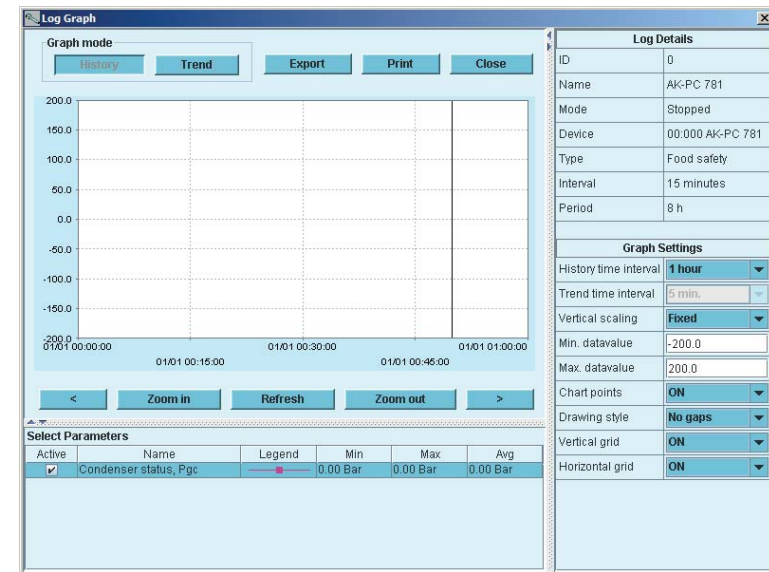 Log Graph
Graph mode
History Trend Export Print Close
200.0
150.0
100.0
50.0
0.0
-50.0
-100.0
-150.0
-200.0
01/01 00:00:00 01/01 00:30:00 01/01 01:00:00
01/01 00:15:00 01/01 00:45:00
< Zoom in Refresh Zoom out >
Select Parameters
Active Name Legend Min Max Avg
Condenser status, Pgc 0.00 Bar 0.00 Bar 0.00 Bar
Log Details
ID 0
Name AK-PC 781
Mode Stopped
Device 00:000 AK-PC 781
Type Food safety
Interval 15 minutes
Period 8 h
Graph Settings
History time interval 1 hour
Trend time interval 5 min.
Vertical scaling Fixed
Min. datavalue -200.0
Max. datavalue 200.0
Chart points ON
Drawing style No gaps
Vertical grid ON
Horizontal grid ON